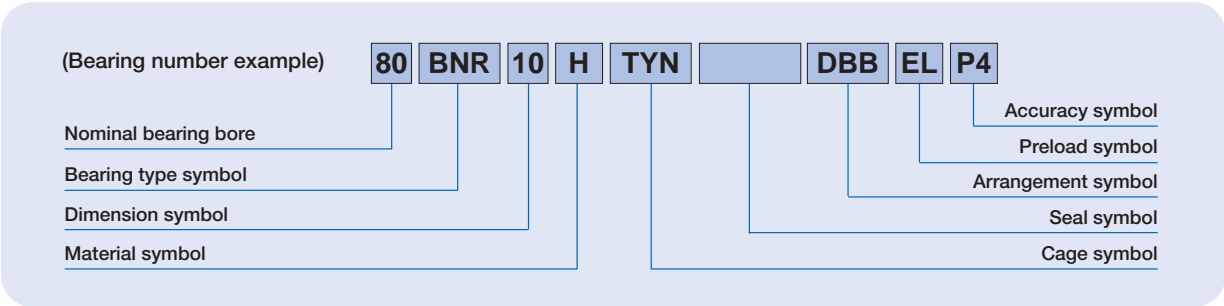 (Bearing number example) 80 BNR 10 H TYN DBB EL P4
Nominal bearing bore
Bearing type symbol
Dimension symbol
Material symbol
Accuracy symbol
Preload symbol
Arrangement symbol
Seal symbol
Cage symbol